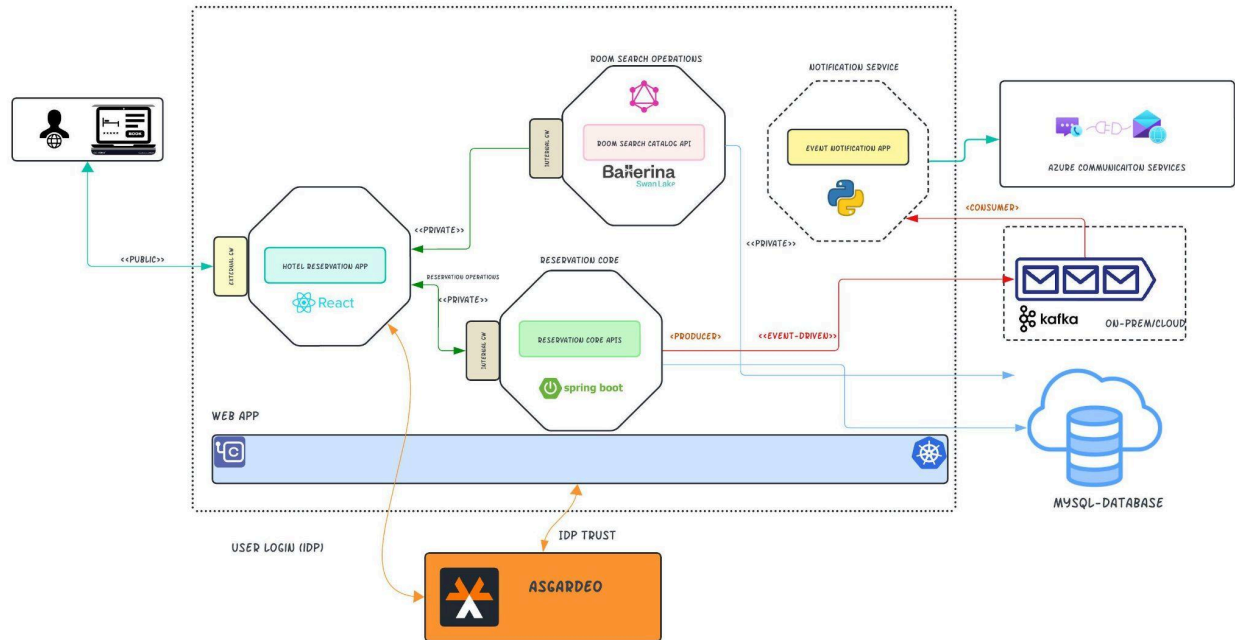 ROOM SEARCH OPERATIONS
NOTIFICATION SERVICE
INTERNAL GW
ROOM SEARCH CATALOG API
Ballerina
Swan Lake
EVENT NOTIFICATION APP
AZURE COMMUNICAITON SERVICES
BOOK
<CONSUMER>
<<PRIVATE>>
<<PRIVATE>>
<<PUBLIC>>
EXTERNAL GW
HOTEL RESERVATION APP
React
RESERVATION OPERATIONS
<<PRIVATE>>
RESERVATION CORE
INTERNAL GW
RESERVATION CORE APIS
spring boot
<PRODUCER>
<<EVENT-DRIVEN>>
kafka
ON-PREM/CLOUD
WEB APP
C
MYSQL-DATABASE
USER LOGIN (IDP)
IDP TRUST
ASGARDEO